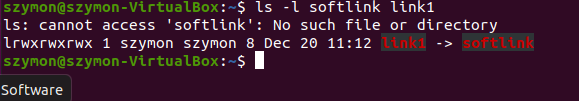 szymon@szymon-VirtualBox:~$ ls -l softlink link1
ls: cannot access 'softlink': No such file or directory
lrwxrwxrwx 1 szymon szymon 8 Dec 20 11:12 link1 -> softlink
szymon@szymon-VirtualBox:~$
Software